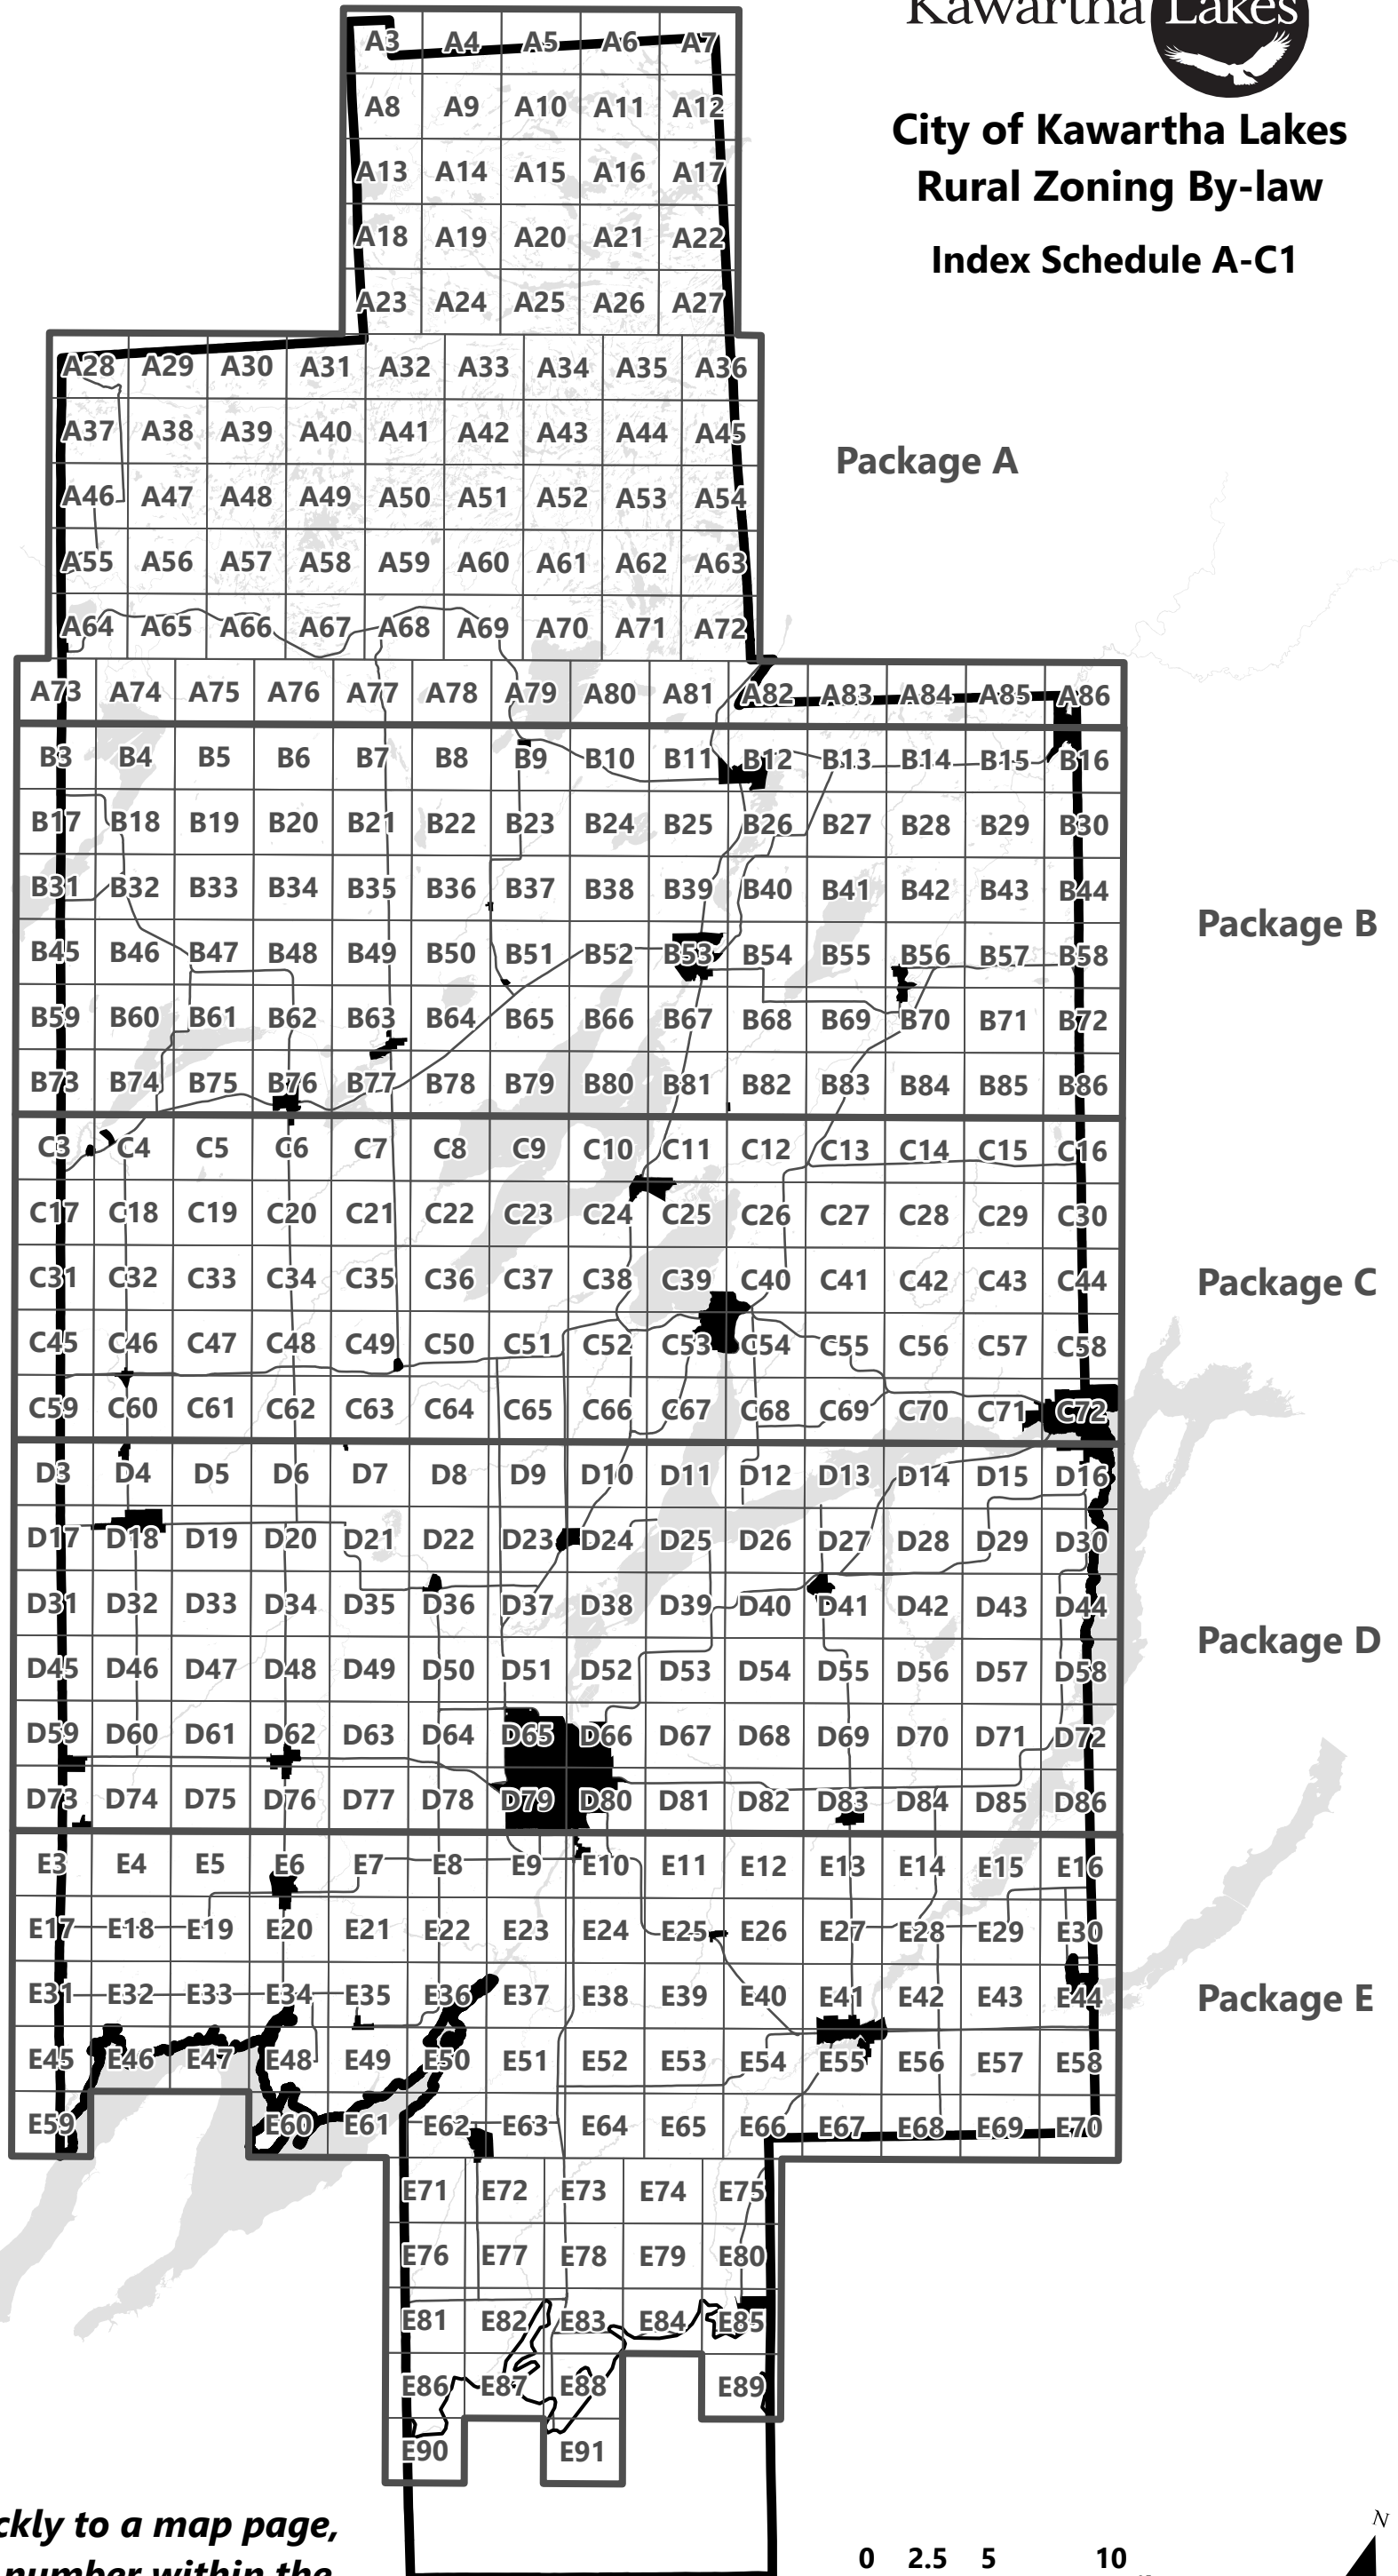 Kawartha Lakes
City of Kawartha Lakes
Rural Zoning By-law
Index Schedule A-C1
A3 A4 A5 A6 A7
A8 A9 A10 A11 A12
A13 A14 A15 A16 A17
A18 A19 A20 A21 A22
A23 A24 A25 A26 A27
A28 A29 A30 A31 A32 A33 A34 A35 A36
A37 A38 A39 A40 A41 A42 A43 A44 A45
Package A
A46 A47 A48 A49 A50 A51 A52 A53 A54
A55 A56 A57 A58 A59 A60 A61 A62 A63
A64 A65 A66 A67 A68 A69 A70 A71 A72
A73 A74 A75 A76 A77 A78 A79 A80 A81 A82 A83 A84 A85 A86
B3 B4 B5 B6 B7 B8 B9 B10 B11 B12 B13 B14 B15 B16
B17 B18 B19 B20 B21 B22 B23 B24 B25 B26 B27 B28 B29 B30
B31 B32 B33 B34 B35 B36 B37 B38 B39 B40 B41 B42 B43 B44
Package B
B45 B46 B47 B48 B49 B50 B51 B52 B53 B54 B55 B56 B57 B58
B59 B60 B61 B62 B63 B64 B65 B66 B67 B68 B69 B70 B71 B72
B73 B74 B75 B76 B77 B78 B79 B80 B81 B82 B83 B84 B85 B86
C3 C4 C5 C6 C7 C8 C9 C10 C11 C12 C13 C14 C15 C16
C17 C18 C19 C20 C21 C22 C23 C24 C25 C26 C27 C28 C29 C30
C31 C32 C33 C34 C35 C36 C37 C38 C39 C40 C41 C42 C43 C44
Package C
C45 C46 C47 C48 C49 C50 C51 C52 C53 C54 C55 C56 C57 C58
C59 C60 C61 C62 C63 C64 C65 C66 C67 C68 C69 C70 C71 C72
D3 D4 D5 D6 D7 D8 D9 D10 D11 D12 D13 D14 D15 D16
D17 D18 D19 D20 D21 D22 D23 D24 D25 D26 D27 D28 D29 D30
D31 D32 D33 D34 D35 D36 D37 D38 D39 D40 D41 D42 D43 D44
Package D
D45 D46 D47 D48 D49 D50 D51 D52 D53 D54 D55 D56 D57 D58
D59 D60 D61 D62 D63 D64 D65 D66 D67 D68 D69 D70 D71 D72
D73 D74 D75 D76 D77 D78 D79 D80 D81 D82 D83 D84 D85 D86
E3 E4 E5 E6 E7 E8 E9 E10 E11 E12 E13 E14 E15 E16
E17 E18 E19 E20 E21 E22 E23 E24 E25 E26 E27 E28 E29 E30
E31 E32 E33 E34 E35 E36 E37 E38 E39 E40 E41 E42 E43 E44
Package E
E45 E46 E47 E48 E49 E50 E51 E52 E53 E54 E55 E56 E57 E58
E59 E60 E61 E62 E63 E64 E65 E66 E67 E68 E69 E70
E71 E72 E73 E74 E75
E76 E77 E78 E79 E80
E81 E82 E83 E84 E85
E86 E87 E88 E89
E90 E91
ckly to a map page,
number within the
N
0 2.5 5 10